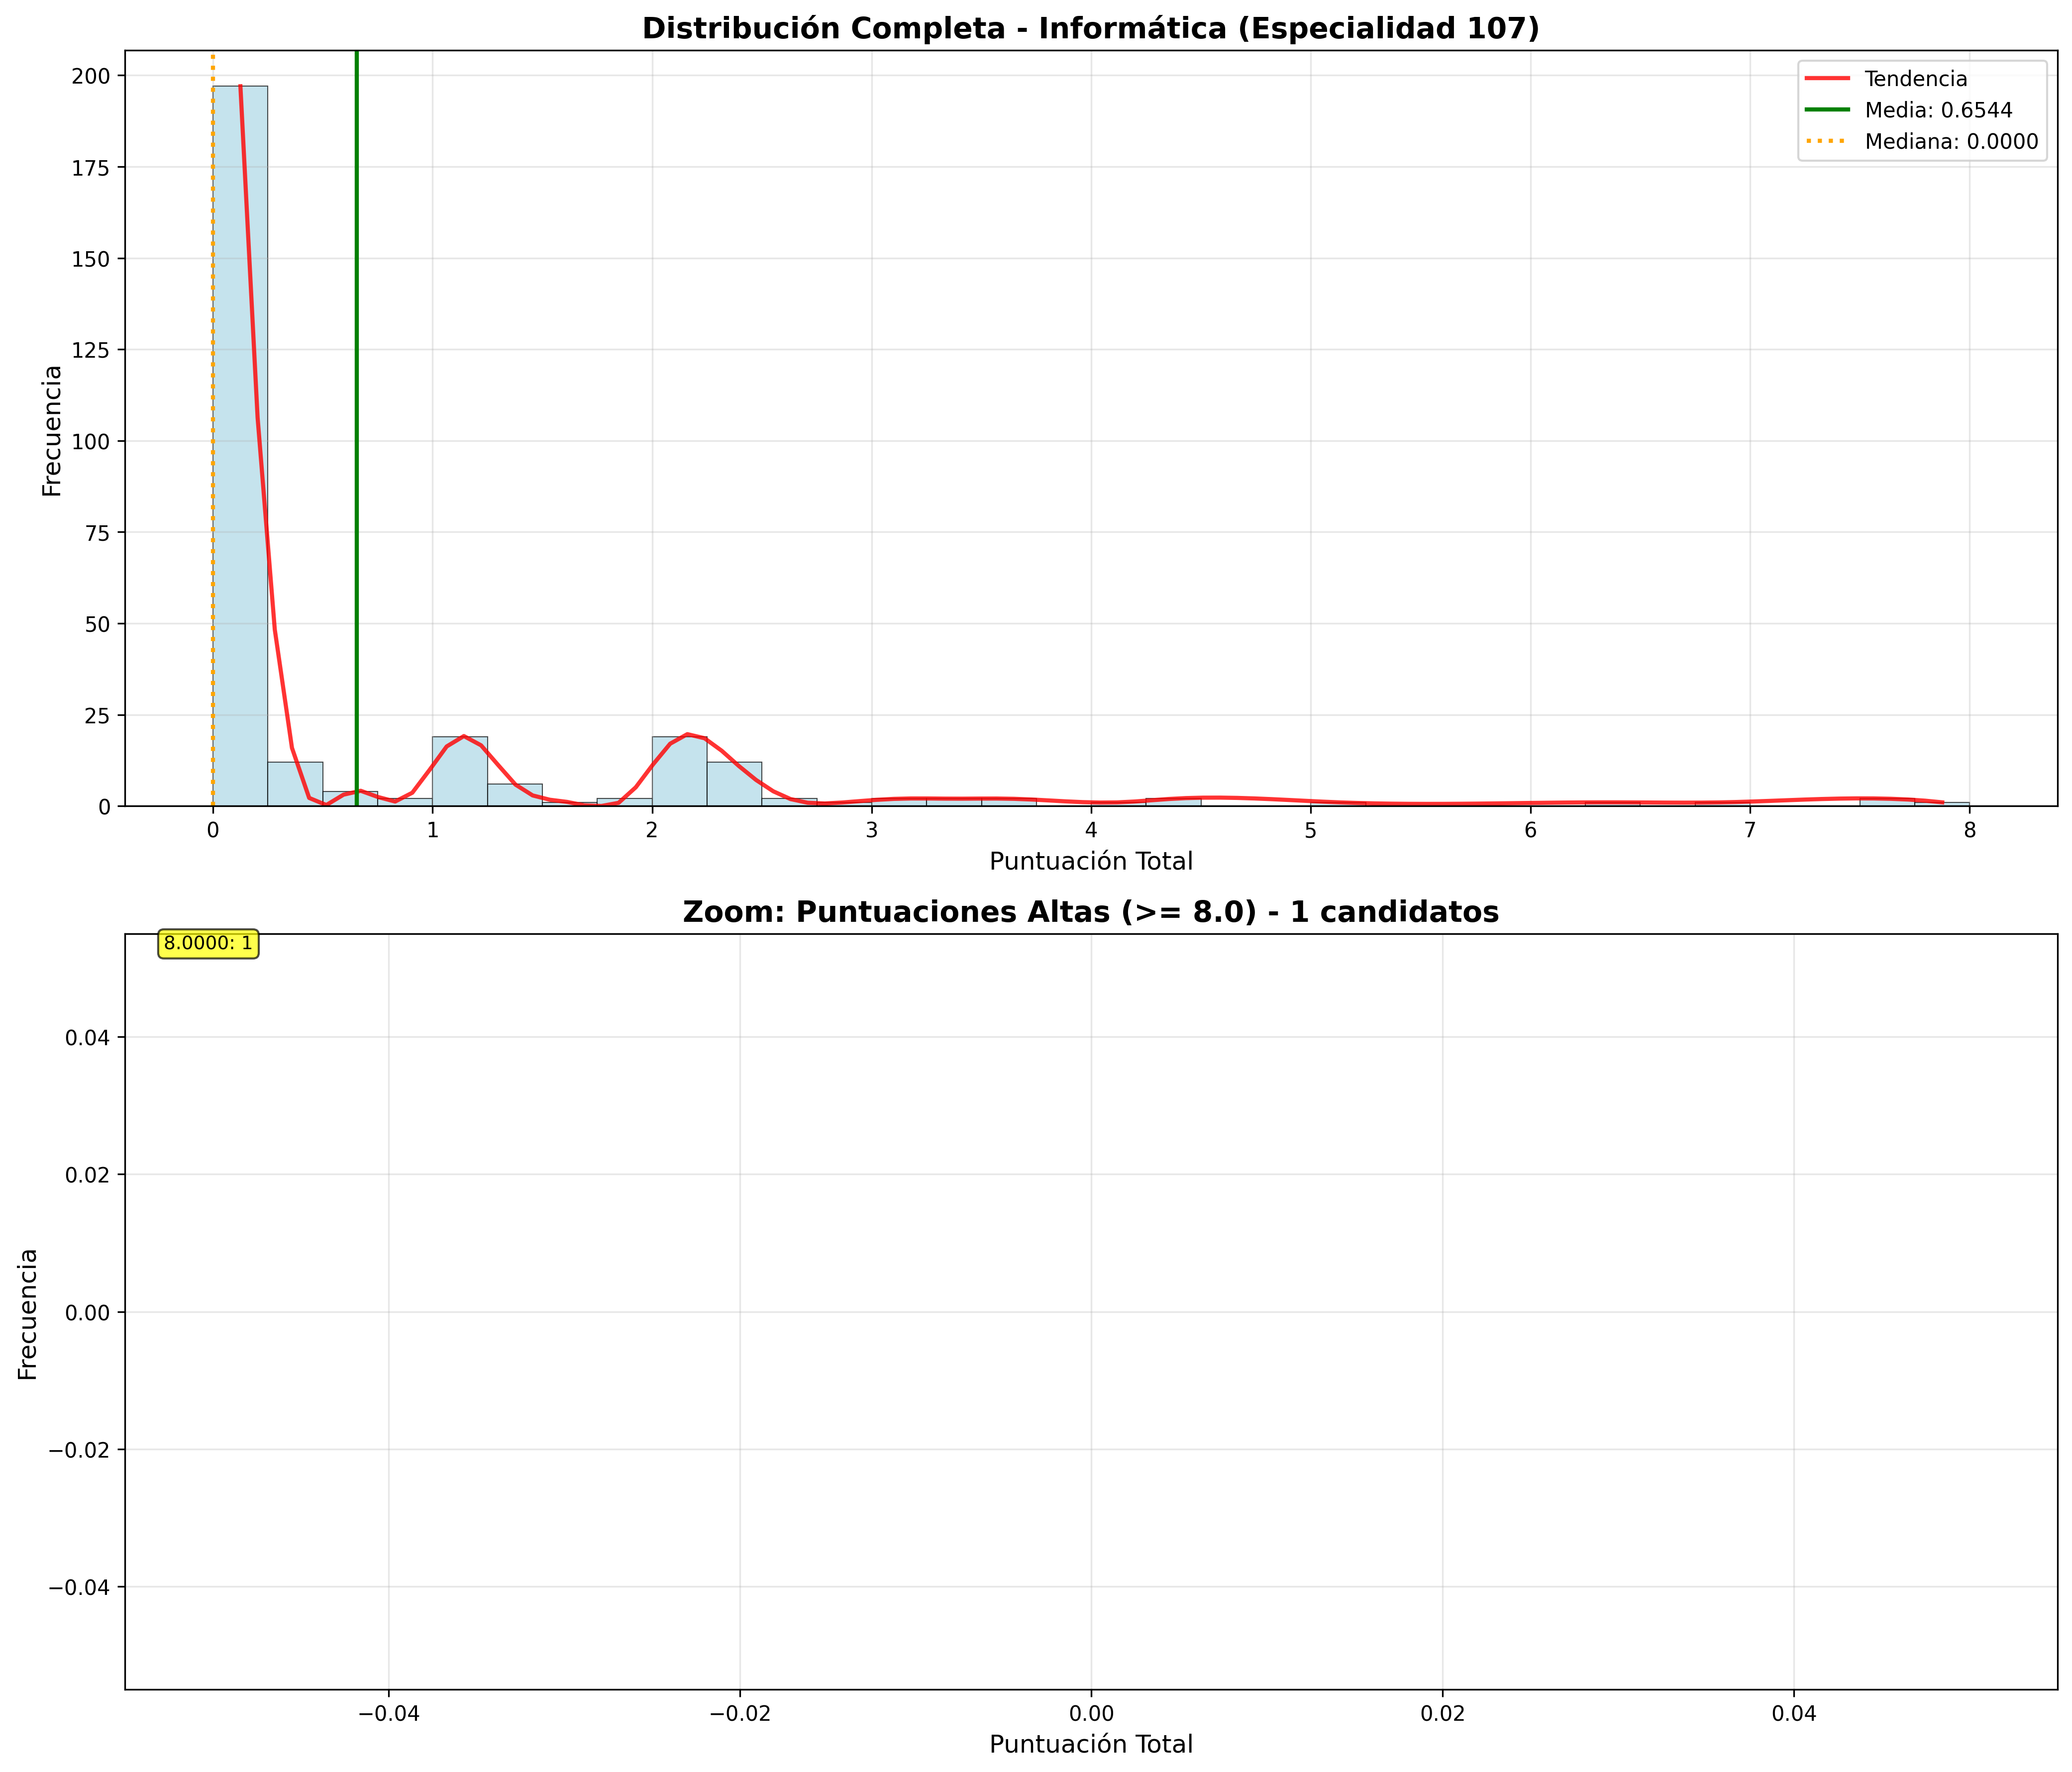 Distribución Completa - Informática (Especialidad 107)
Tendencia
Media: 0.6544
Mediana: 0.0000
Frecuencia
200
175
150
125
100
75
50
25
0
0 1 2 3 4 5 6 7 8
Puntuación Total
Zoom: Puntuaciones Altas (>= 8.0) - 1 candidatos
8.0000: 1
Frecuencia
0.04
0.02
0.00
−0.02
−0.04
−0.04 −0.02 0.00 0.02 0.04
Puntuación Total